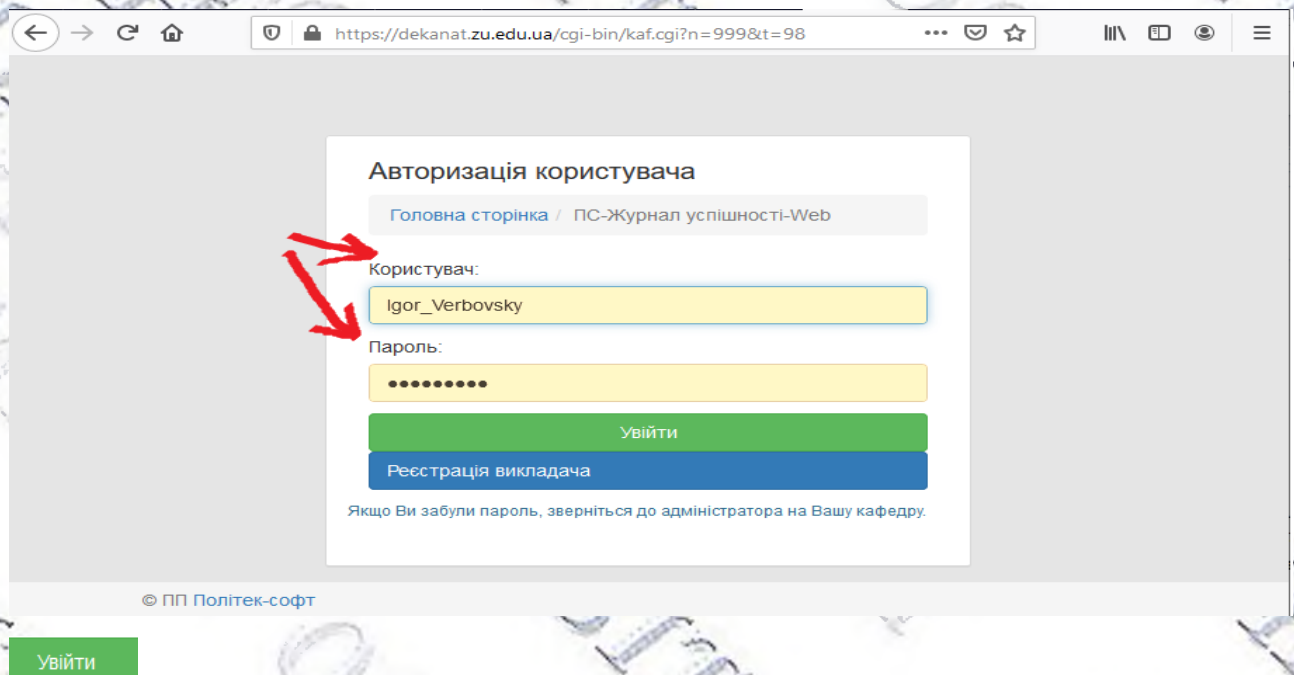 https://dekanat.zu.edu.ua/cgi-bin/kaf.cgi?n=999&t=98
Авторизація користувача
Головна сторінка / ПС-Журнал успішності-Web
Користувач:
Igor_Verbovsky
Пароль:
•••••••••
Увійти
Реєстрація викладача
Якщо Ви забули пароль, зверніться до адміністратора на Вашу кафедру.
© ПП Політек-софт
Увійти